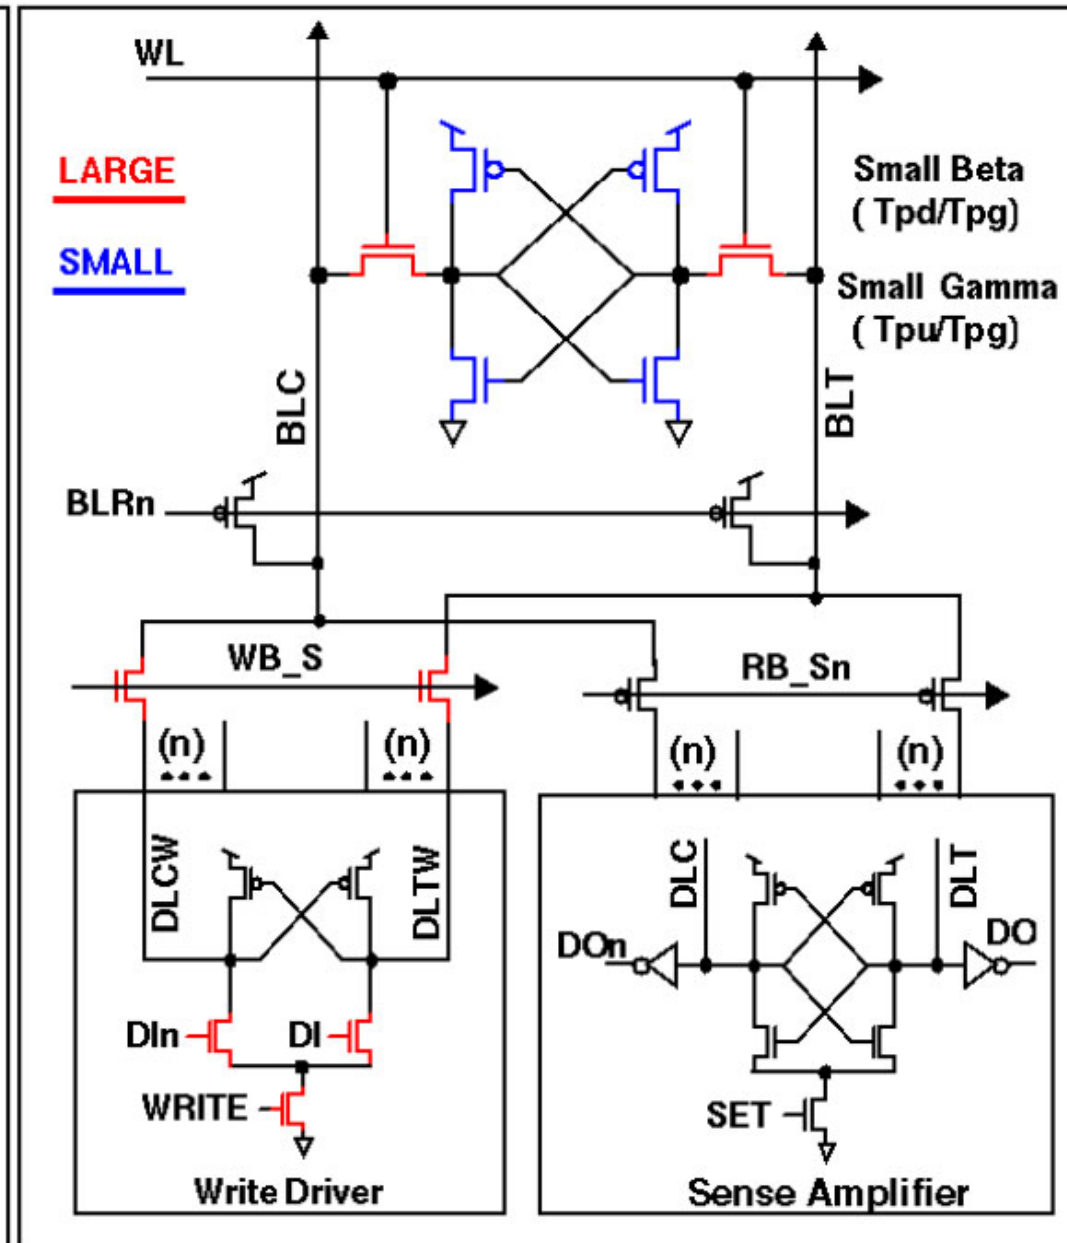 WL
LARGE
SMALL
Small Beta
( Tpd/Tpg)
Small Gamma
( Tpu/Tpg)
BLC
BLT
BLRn
WB_S
RB_Sn
(n)
(n)
(n)
(n)
DLCW
DLTW
DLC
DLT
DOn
DO
DIn
DI
WRITE
SET
Write Driver
Sense Amplifier